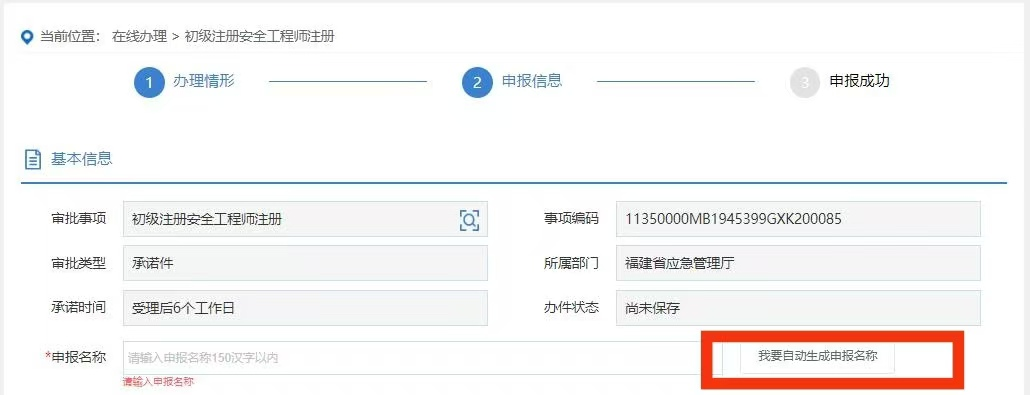 当前位置： 在线办理 > 初级注册安全工程师注册
1 办理情形 2 申报信息 3 申报成功
基本信息
审批事项 初级注册安全工程师注册 事项编码 11350000MB1945399GXK200085
审批类型 承诺件 所属部门 福建省应急管理厅
承诺时间 受理后6个工作日 办件状态 尚未保存
*申报名称 请输入申报名称150汉字以内 我要自动生成申报名称
请输入申报名称